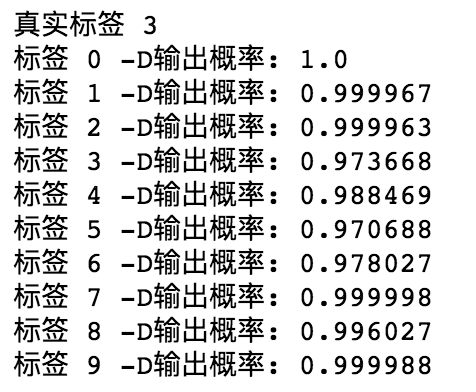 真实标签 3
标签 0 -D输出概率: 1.0
标签 1 -D输出概率: 0.999967
标签 2 -D输出概率: 0.999963
标签 3 -D输出概率: 0.973668
标签 4 -D输出概率: 0.988469
标签 5 -D输出概率: 0.970688
标签 6 -D输出概率: 0.978027
标签 7 -D输出概率: 0.999998
标签 8 -D输出概率: 0.996027
标签 9 -D输出概率: 0.999988